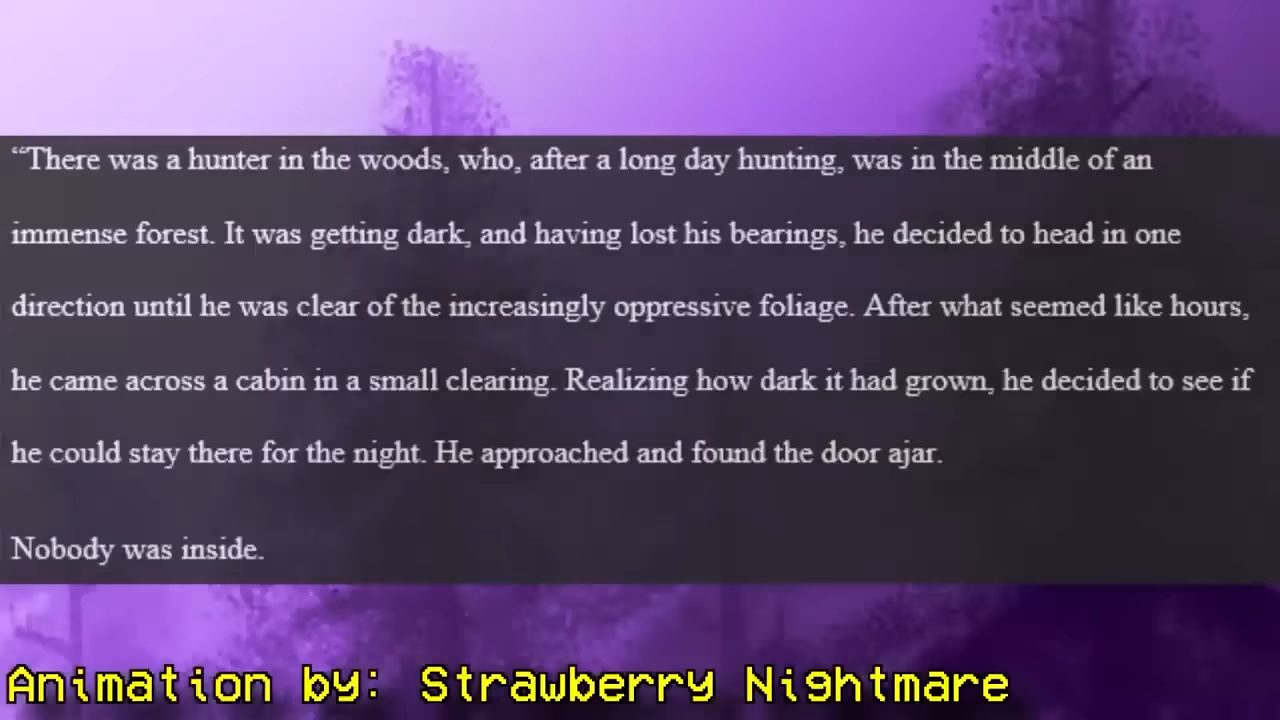 “There was a hunter in the woods, who, after a long day hunting, was in the middle of an
immense forest. It was getting dark, and having lost his bearings, he decided to head in one
direction until he was clear of the increasingly oppressive foliage. After what seemed like hours,
he came across a cabin in a small clearing. Realizing how dark it had grown, he decided to see if
he could stay there for the night. He approached and found the door ajar.
Nobody was inside.
Animation by: Strawberry Nightmare